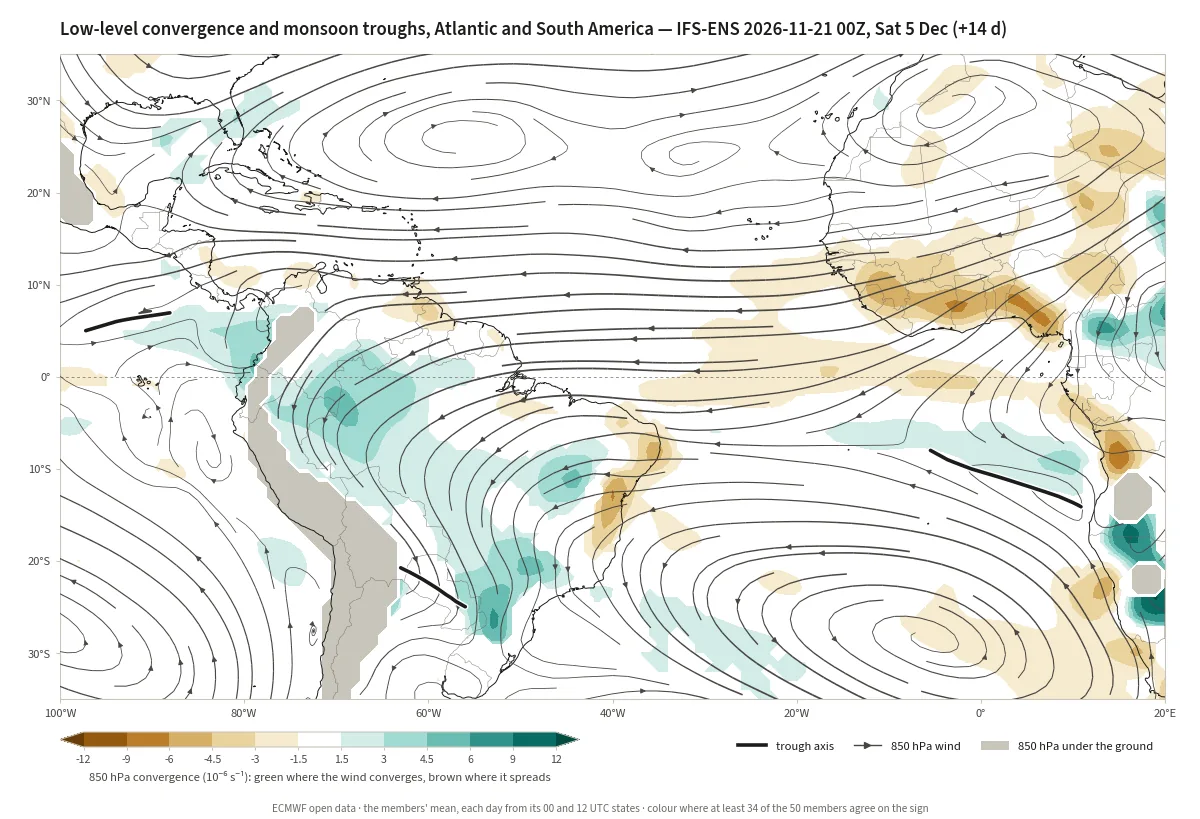 Low-level convergence and monsoon troughs, Atlantic and South America — IFS-ENS 2026-11-21 00Z, Sat 5 Dec (+14 d)
30°N
20°N
10°N
0°
10°S
20°S
30°S
100°W 80°W 60°W 40°W 20°W 0° 20°E
-12 -9 -6 -4.5 -3 -1.5 1.5 3 4.5 6 9 12
850 hPa convergence (10⁻⁶ s⁻¹): green where the wind converges, brown where it spreads
trough axis 850 hPa wind 850 hPa under the ground
ECMWF open data · the members' mean, each day from its 00 and 12 UTC states · colour where at least 34 of the 50 members agree on the sign